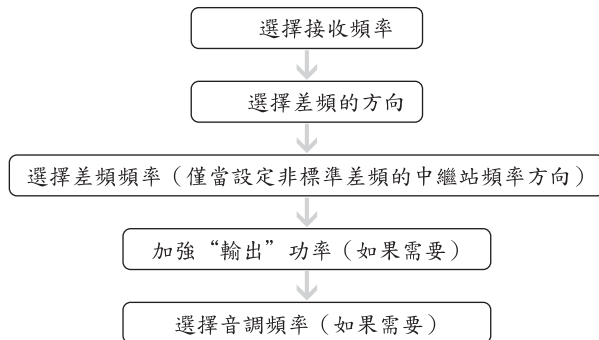 選擇接收頻率
選擇差頻的方向
選擇差頻頻率（僅當設定非標準差頻的中繼站頻率方向）
加強“輸出”功率（如果需要）
選擇音調頻率（如果需要）